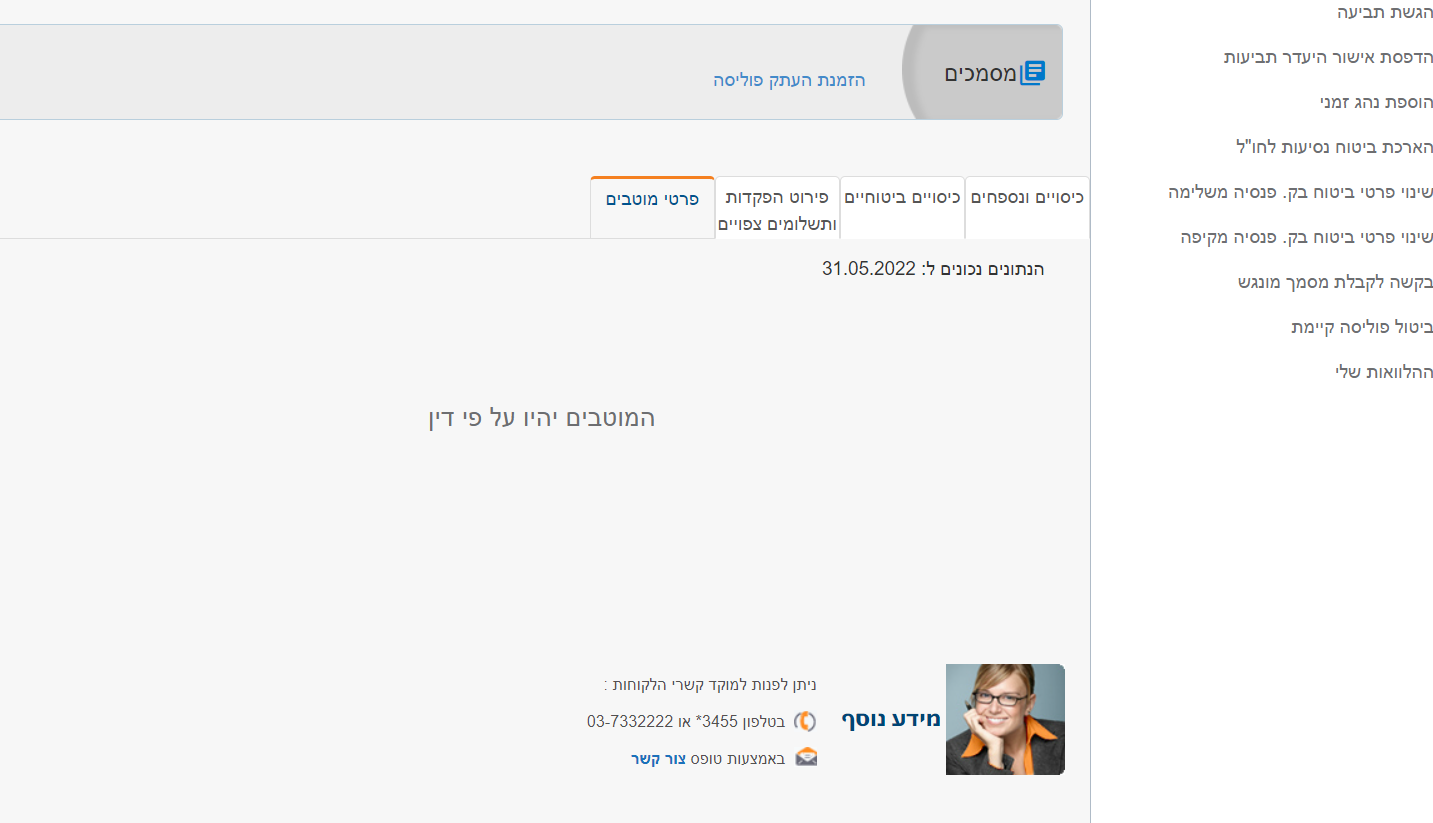 הגשת תביעה
הדפסת אישור היעדר תביעות
הוספת נהג זמני
הארכת ביטוח נסיעות לחו"ל
שינוי פרטי ביטוח בק. פנסיה משלימה
שינוי פרטי ביטוח בק. פנסיה מקיפה
בקשה לקבלת מסמך מונגש
ביטול פוליסה קיימת
ההלוואות שלי
מסמכים
הזמנת העתק פוליסה
כיסויים ונספחים
כיסויים ביטוחיים
פירוט הפקדות
ותשלומים צפויים
פרטי מוטבים
הנתונים נכונים ל: 31.05.2022
המוטבים יהיו על פי דין
מידע נוסף
ניתן לפנות למוקד קשרי הלקוחות :
בטלפון 3455* או 03-7332222
באמצעות טופס צור קשר